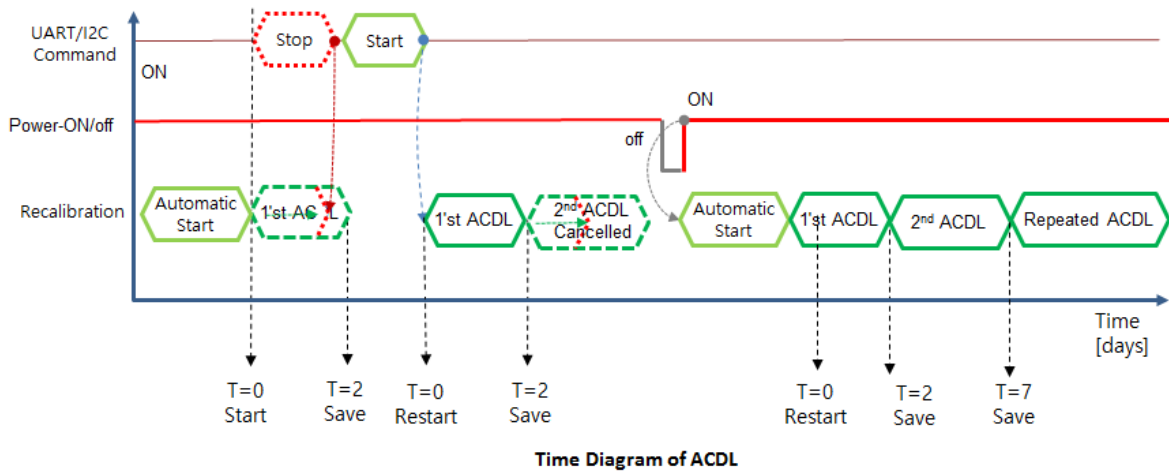 UART/I2C
Command
Stop
Start
ON
Power-ON/off
ON
off
Recalibration
Automatic
Start
1'st AC L
1'st ACDL
2nd ACDL
Cancelled
Automatic
Start
1'st ACDL
2nd ACDL
Repeated ACDL
Time
[days]
T=0
Start
T=2
Save
T=0
Restart
T=2
Save
T=0
Restart
T=2
Save
T=7
Save
Time Diagram of ACDL